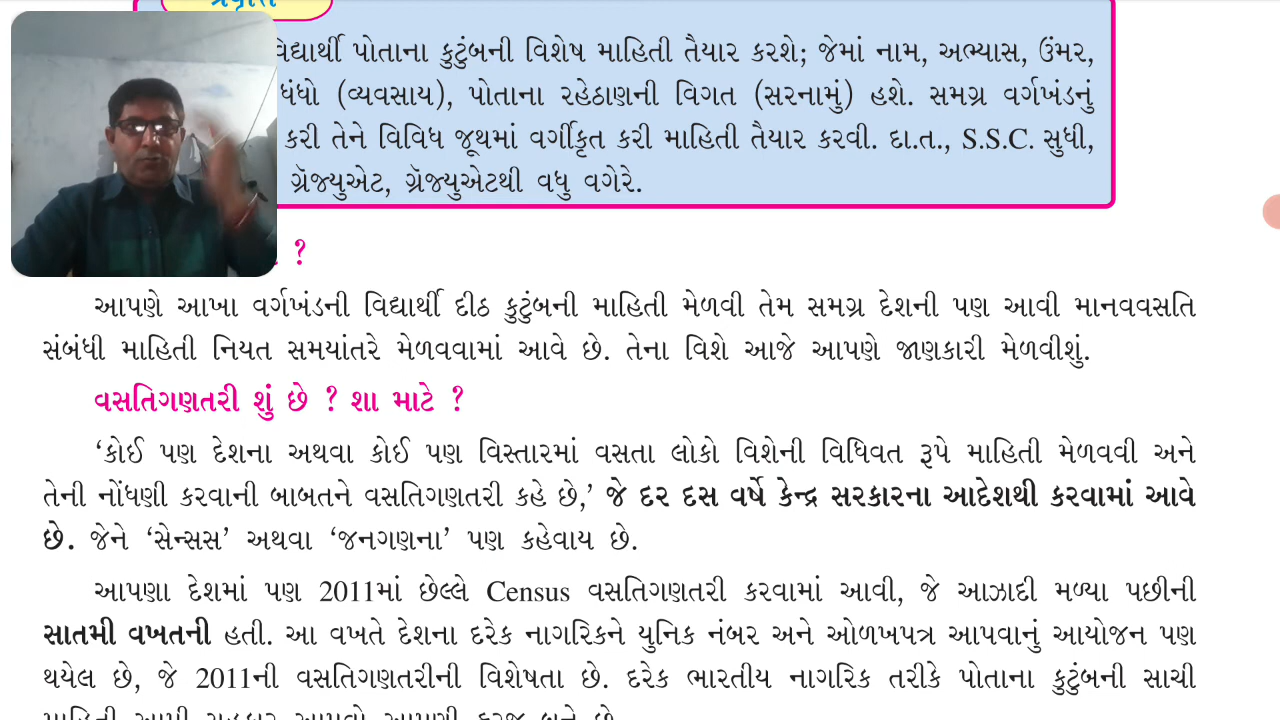 પ્રવૃત્તિ
વિદ્યાર્થી પોતાના કુટુંબની વિશેષ માહિતી તૈયાર કરશે; જેમાં નામ, અભ્યાસ, ઉંમર,
ધંધો (વ્યવસાય), પોતાના રહેઠાણની વિગત (સરનામું) હશે. સમગ્ર વર્ગખંડનું
કરી તેને વિવિધ જૂથમાં વર્ગીકૃત કરી માહિતી તૈયાર કરવી. દા.ત., S.S.C. સુધી,
ગ્રૅજ્યુએટ, ગ્રૅજ્યુએટથી વધુ વગેરે.
?
આપણે આખા વર્ગખંડની વિદ્યાર્થી દીઠ કુટુંબની માહિતી મેળવી તેમ સમગ્ર દેશની પણ આવી માનવવસતિ
સંબંધી માહિતી નિયત સમયાંતરે મેળવવામાં આવે છે. તેના વિશે આજે આપણે જાણકારી મેળવીશું.
વસતિગણતરી શું છે ? શા માટે ?
‘કોઈ પણ દેશના અથવા કોઈ પણ વિસ્તારમાં વસતા લોકો વિશેની વિધિવત રૂપે માહિતી મેળવવી અને
તેની નોંધણી કરવાની બાબતને વસતિગણતરી કહે છે,’ જે દર દસ વર્ષે કેન્દ્ર સરકારના આદેશથી કરવામાં આવે
છે. જેને ‘સેન્સસ’ અથવા ‘જનગણના’ પણ કહેવાય છે.
આપણા દેશમાં પણ 2011માં છેલ્લે Census વસતિગણતરી કરવામાં આવી, જે આઝાદી મળ્યા પછીની
સાતમી વખતની હતી. આ વખતે દેશના દરેક નાગરિકને યુનિક નંબર અને ઓળખપત્ર આપવાનું આયોજન પણ
થયેલ છે, જે 2011ની વસતિગણતરીની વિશેષતા છે. દરેક ભારતીય નાગરિક તરીકે પોતાના કુટુંબની સાચી